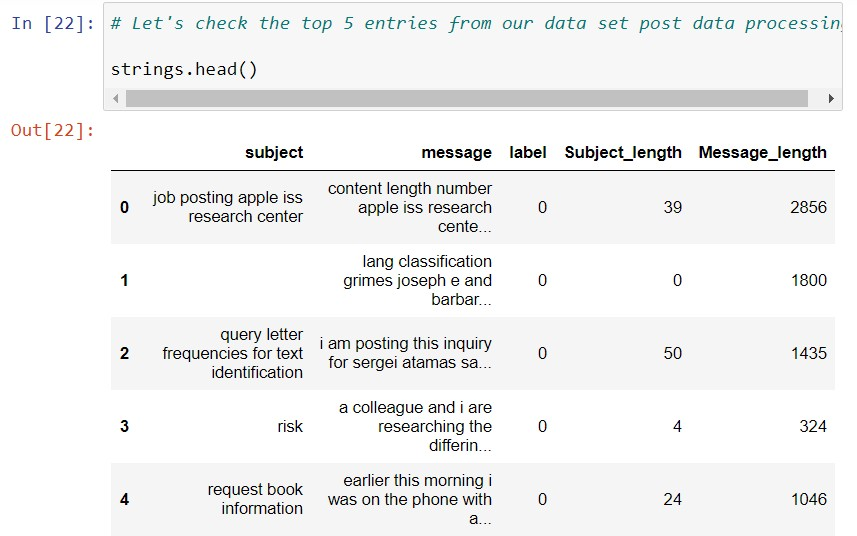 In [22]: # Let's check the top 5 entries from our data set post data processin
strings.head()
Out[22]:
subject message label Subject_length Message_length
0 job posting apple iss research center content length number apple iss research cente... 0 39 2856
1 lang classification grimes joseph e and barbar... 0 0 1800
2 query letter frequencies for text identification i am posting this inquiry for sergei atamas sa... 0 50 1435
3 risk a colleague and i are researching the differin... 0 4 324
4 request book information earlier this morning i was on the phone with a... 0 24 1046